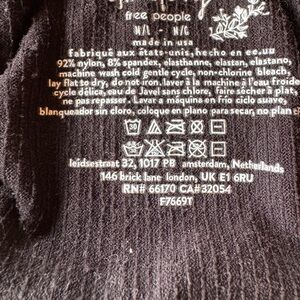 free people
M/L - M/G
made in usa
fabriqué aux états-unis, hecho en ee.uu
92% nylon, 8% spandex, elasthanne, elastan, elastano,
machine wash cold gentle cycle, non-chlorine bleach,
lay flat to dry, do not iron. laver à la machine à l'eau froide
cycle délica, eau de Javel sans chlore, faire sécher à plat,
ne pas repasser. Lavar a máquina en frío ciclo suave,
blanqueador sin cloro, coloque en plano para secar, no plan
30
leidsestraat 32, 1017 PB amsterdam, Netherlands
146 brick lane london, UK E1 6RU
RN# 66170 CA#32054
F7669T